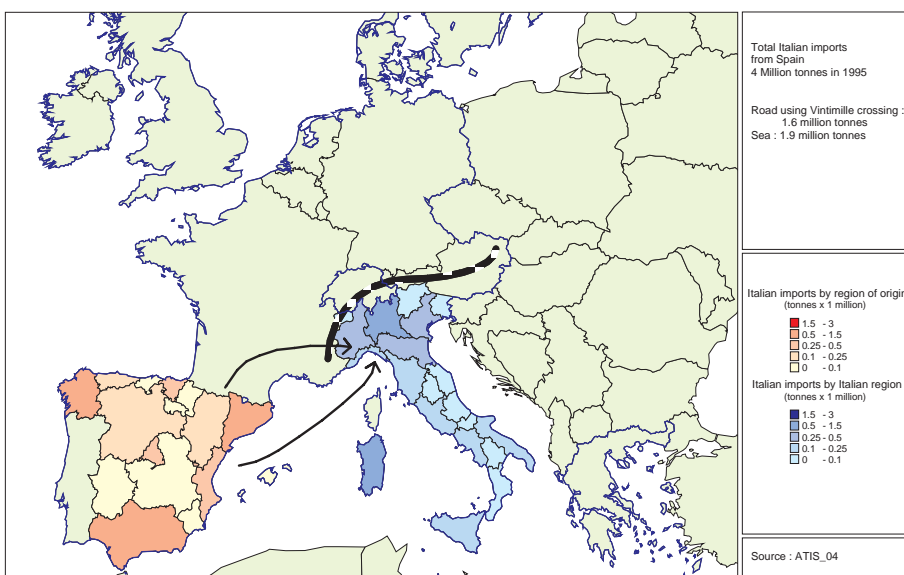 Total Italian imports
from Spain
4 Million tonnes in 1995
Road using Vintimille crossing :
1.6 million tonnes
Sea : 1.9 million tonnes
Italian imports by region of origin
(tonnes x 1 million)
1.5 - 3
0.5 - 1.5
0.25 - 0.5
0.1 - 0.25
0 - 0.1
Italian imports by Italian region
(tonnes x 1 million)
1.5 - 3
0.5 - 1.5
0.25 - 0.5
0.1 - 0.25
0 - 0.1
Source : ATIS_04